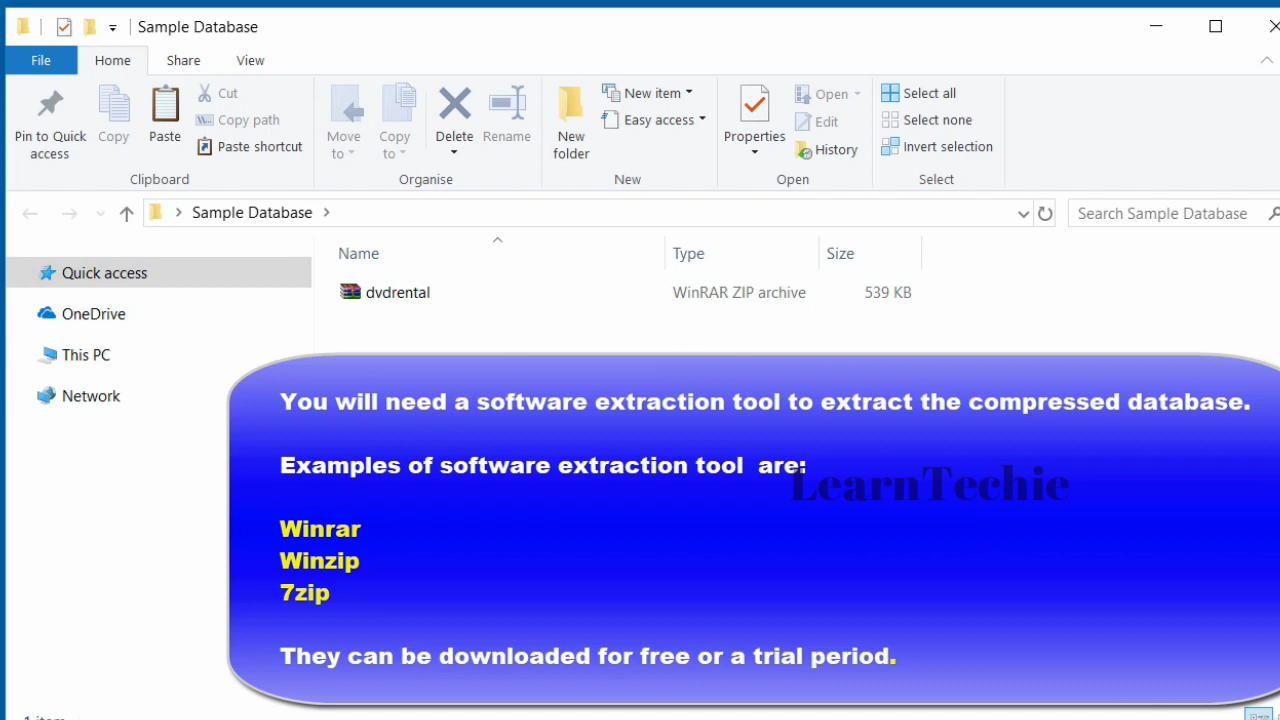 Sample Database
File Home Share View
Pin to Quick access
Copy
Paste
Cut
Copy path
Paste shortcut
Clipboard
Move to
Copy to
Delete
Rename
Organise
New folder
New item
Easy access
New
Properties
Open
Edit
History
Open
Select all
Select none
Invert selection
Select
Sample Database
Search Sample Database
Name Type Size
Quick access
dvdrental WinRAR ZIP archive 539 KB
OneDrive
This PC
Network
You will need a software extraction tool to extract the compressed database.
Examples of software extraction tool are:
LearnTechie
Winrar
Winzip
7zip
They can be downloaded for free or a trial period.